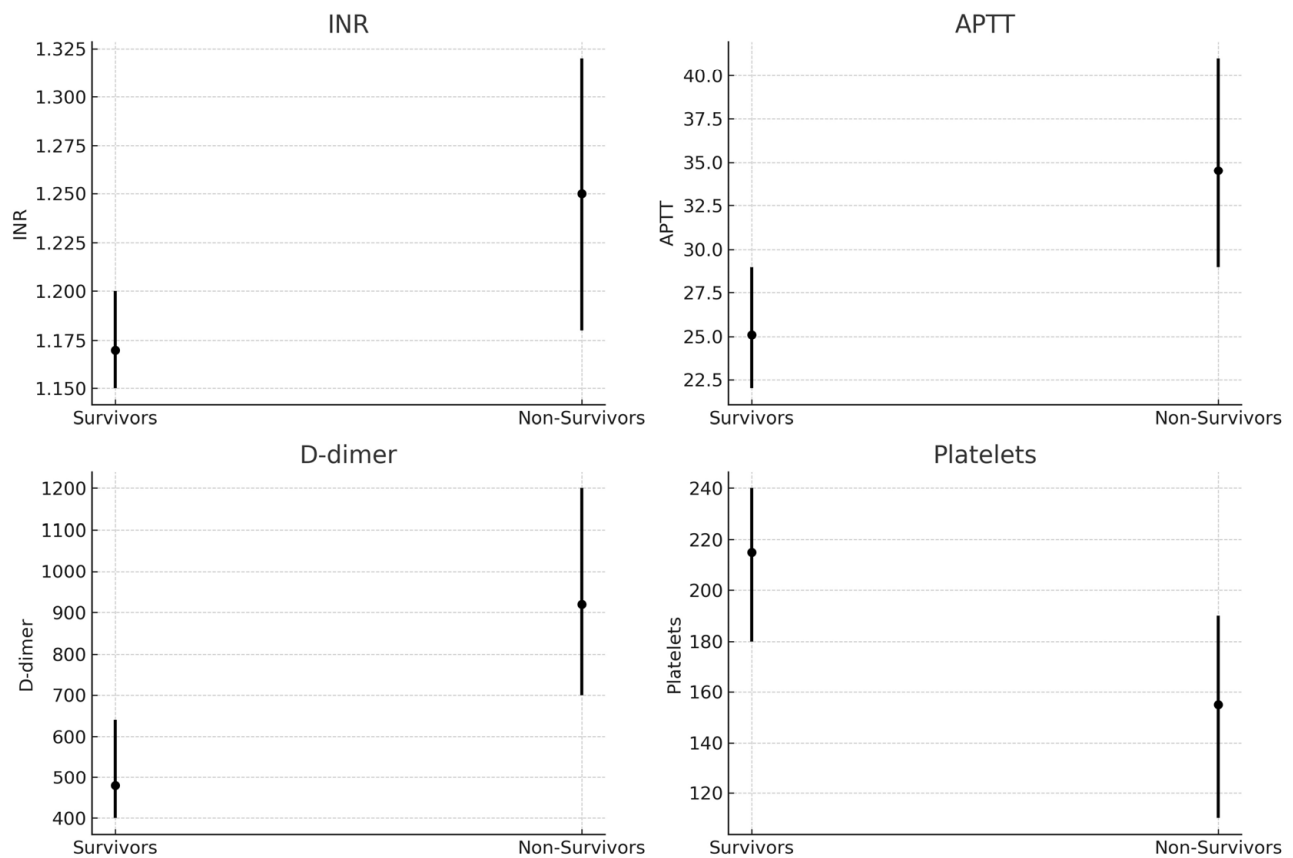 INR
1.325
1.300
1.275
1.250
1.225
1.200
1.175
1.150
INR
Survivors
Non-Survivors
APTT
40.0
37.5
35.0
32.5
30.0
27.5
25.0
22.5
APTT
Survivors
Non-Survivors
D-dimer
1200
1100
1000
900
800
700
600
500
400
D-dimer
Survivors
Non-Survivors
Platelets
240
220
200
180
160
140
120
Platelets
Survivors
Non-Survivors